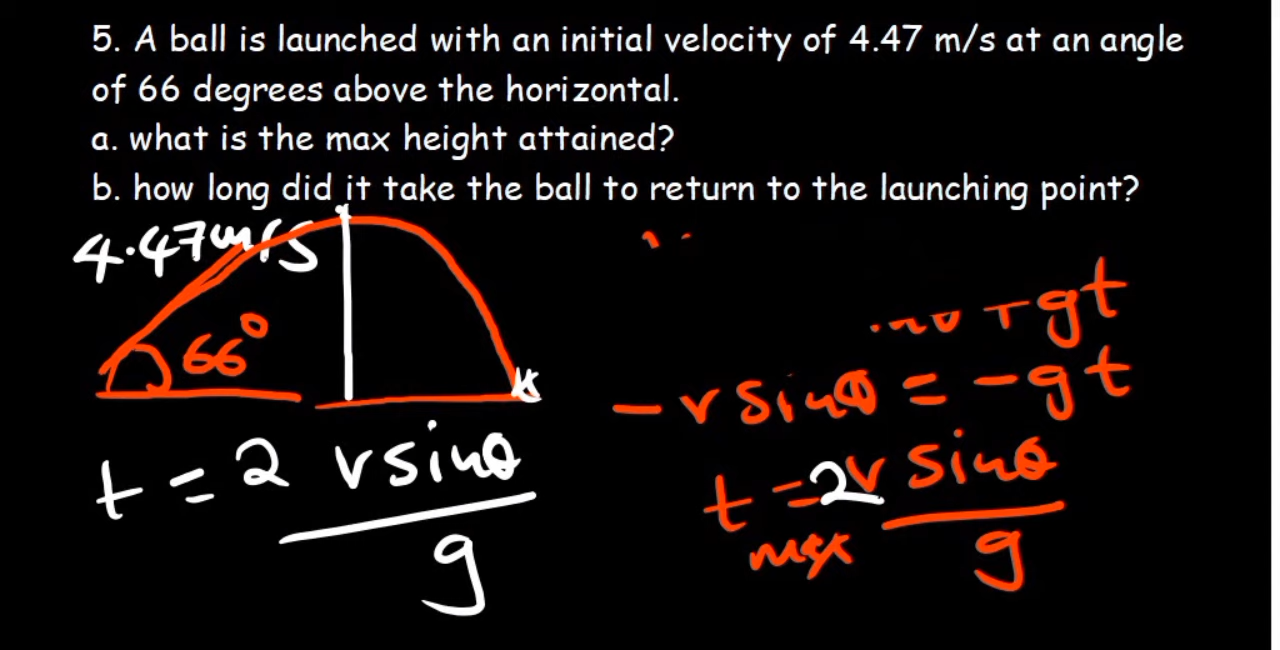 5. A ball is launched with an initial velocity of 4.47 m/s at an angle
of 66 degrees above the horizontal.
a. what is the max height attained?
b. how long did it take the ball to return to the launching point?
4.47m/s
66°
gt
- v sinθ = - gt
t = 2 v sinθ / g
t max = 2v sinθ / g